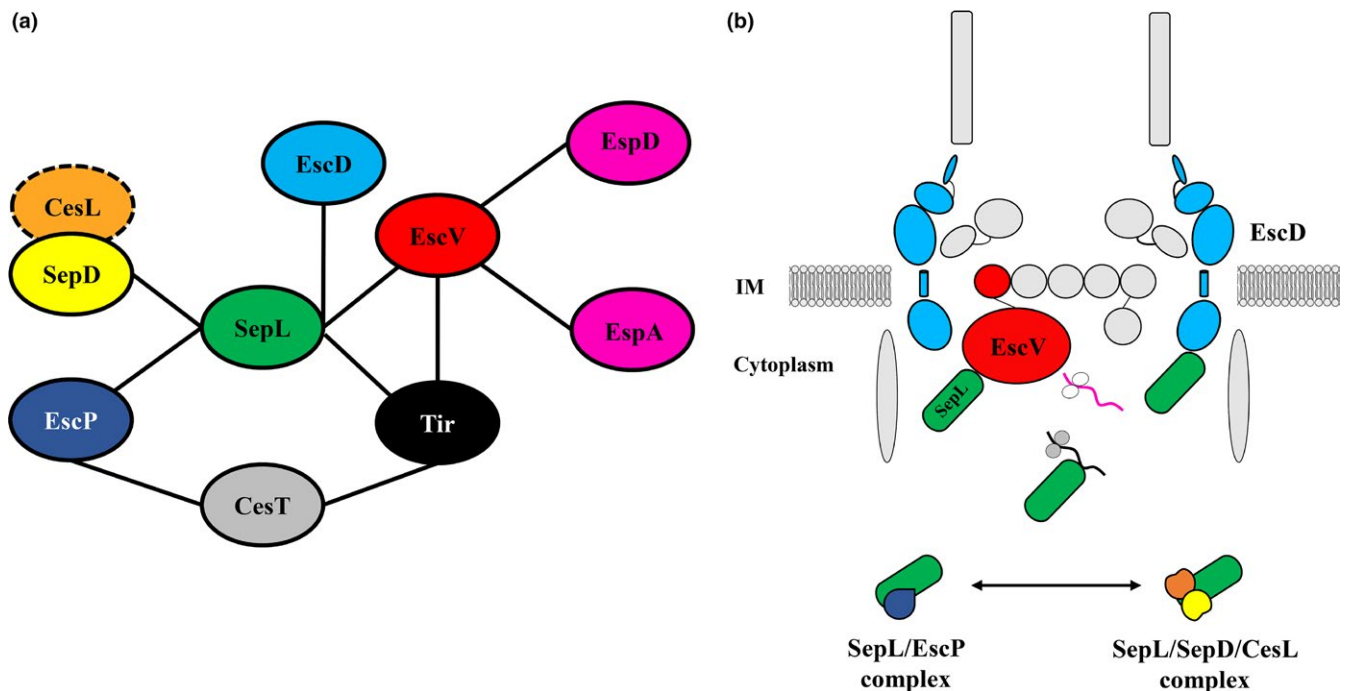 (a)
EspD
EscD
CesL
EscV
SepD
SepL
EspA
EscP
Tir
CesT
(b)
EscD
IM
EscV
Cytoplasm
SepL
SepL/EscP
complex
SepL/SepD/CesL
complex